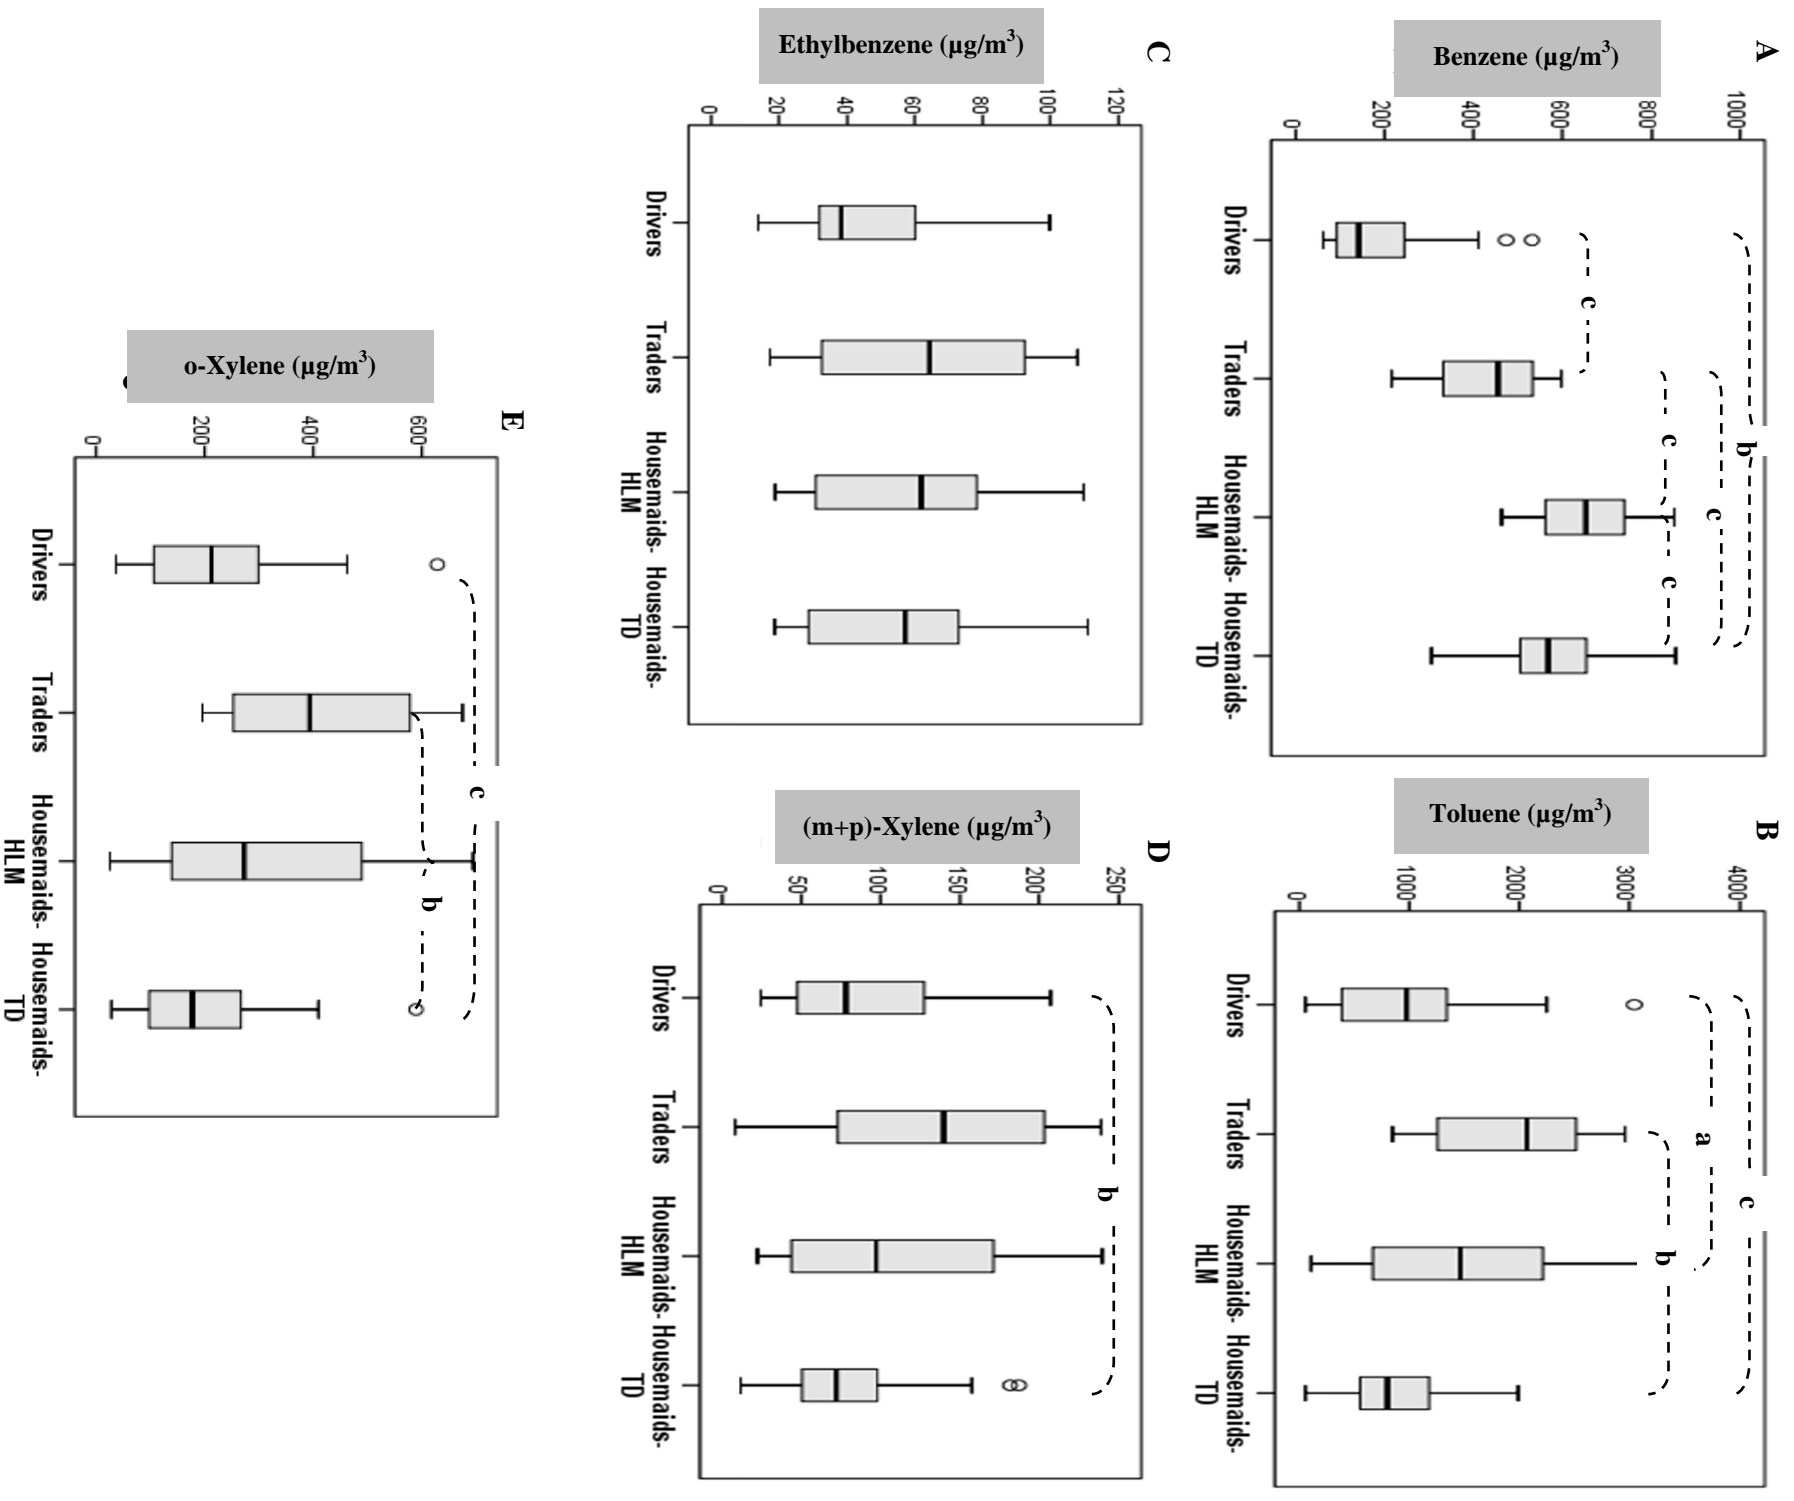 A
Benzene (µg/m³)
1000
800
600
400
200
0
b
c
c
c
c
Drivers
Traders
Housemaids-
HLM
Housemaids-
TD
B
Toluene (µg/m³)
4000
3000
2000
1000
0
c
a
b
Drivers
Traders
Housemaids-
HLM
Housemaids-
TD
C
Ethylbenzene (µg/m³)
120
100
80
60
40
20
0
Drivers
Traders
Housemaids-
HLM
Housemaids-
TD
D
(m+p)-Xylene (µg/m³)
250
200
150
100
50
0
b
Drivers
Traders
Housemaids-
HLM
Housemaids-
TD
E
o-Xylene (µg/m³)
600
400
200
0
c
b
Drivers
Traders
Housemaids-
HLM
Housemaids-
TD